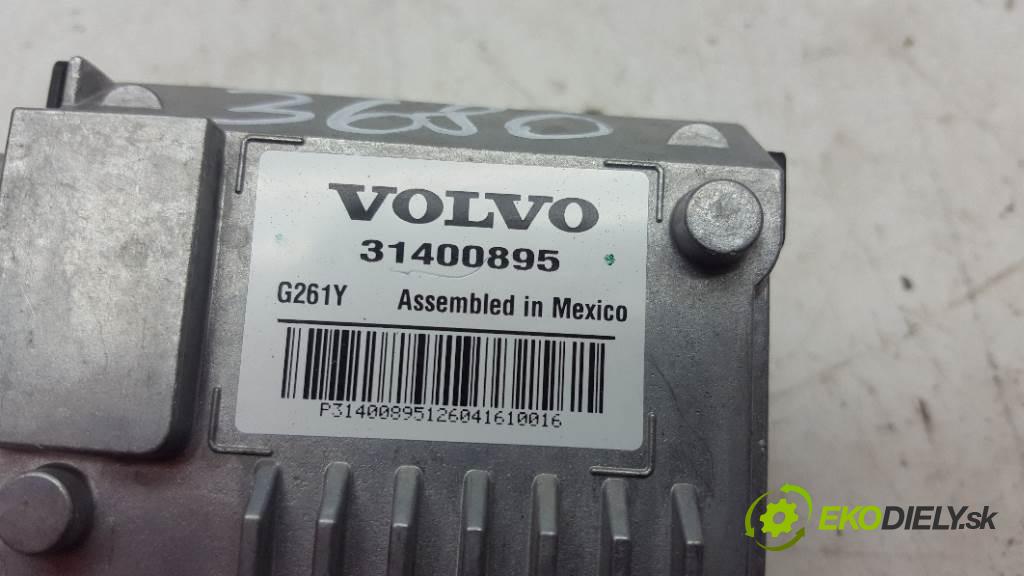 3680
VOLVO
31400895
G261Y Assembled in Mexico
P31400895126041610016
EKODIELY.sk